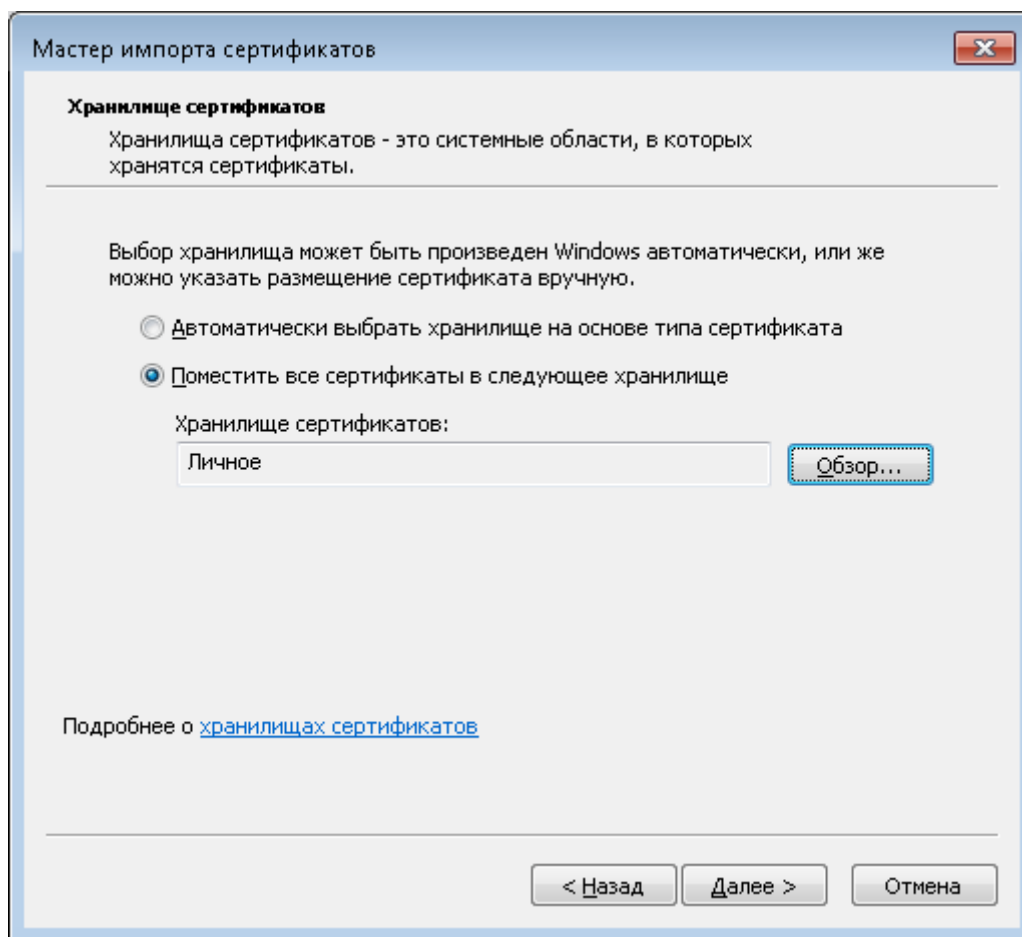 Мастер импорта сертификатов
Хранилище сертификатов
Хранилища сертификатов - это системные области, в которых
хранятся сертификаты.
Выбор хранилища может быть произведен Windows автоматически, или же
можно указать размещение сертификата вручную.
Автоматически выбрать хранилище на основе типа сертификата
Поместить все сертификаты в следующее хранилище
Хранилище сертификатов:
Личное
Обзор...
Подробнее о хранилищах сертификатов
< Назад
Далее >
Отмена